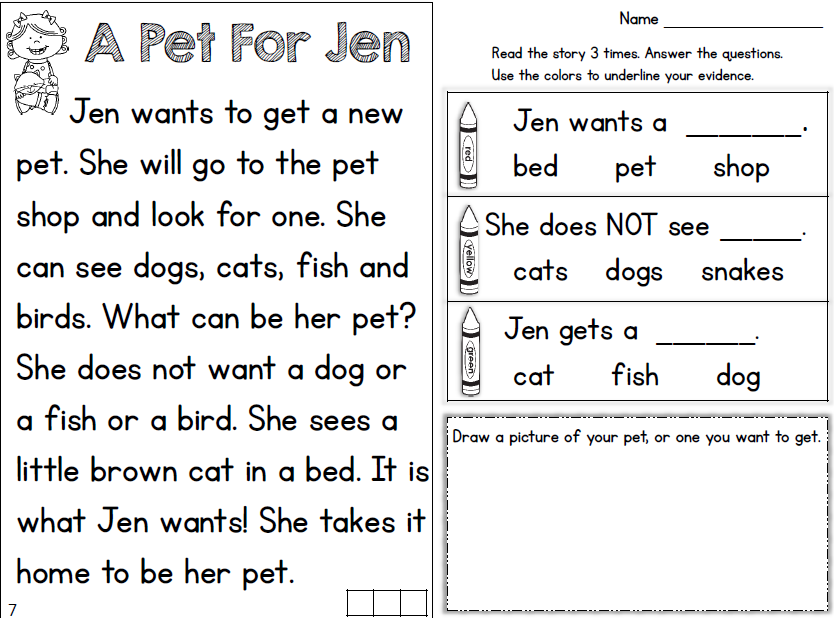 A Pet For Jen
Jen wants to get a new
pet. She will go to the pet
shop and look for one. She
can see dogs, cats, fish and
birds. What can be her pet?
She does not want a dog or
a fish or a bird. She sees a
little brown cat in a bed. It is
what Jen wants! She takes it
home to be her pet.
7
Name ____________________
Read the story 3 times. Answer the questions.
Use the colors to underline your evidence.
red
Jen wants a _______.
bed pet shop
yellow
She does NOT see _____.
cats dogs snakes
green
Jen gets a ______.
cat fish dog
Draw a picture of your pet, or one you want to get.